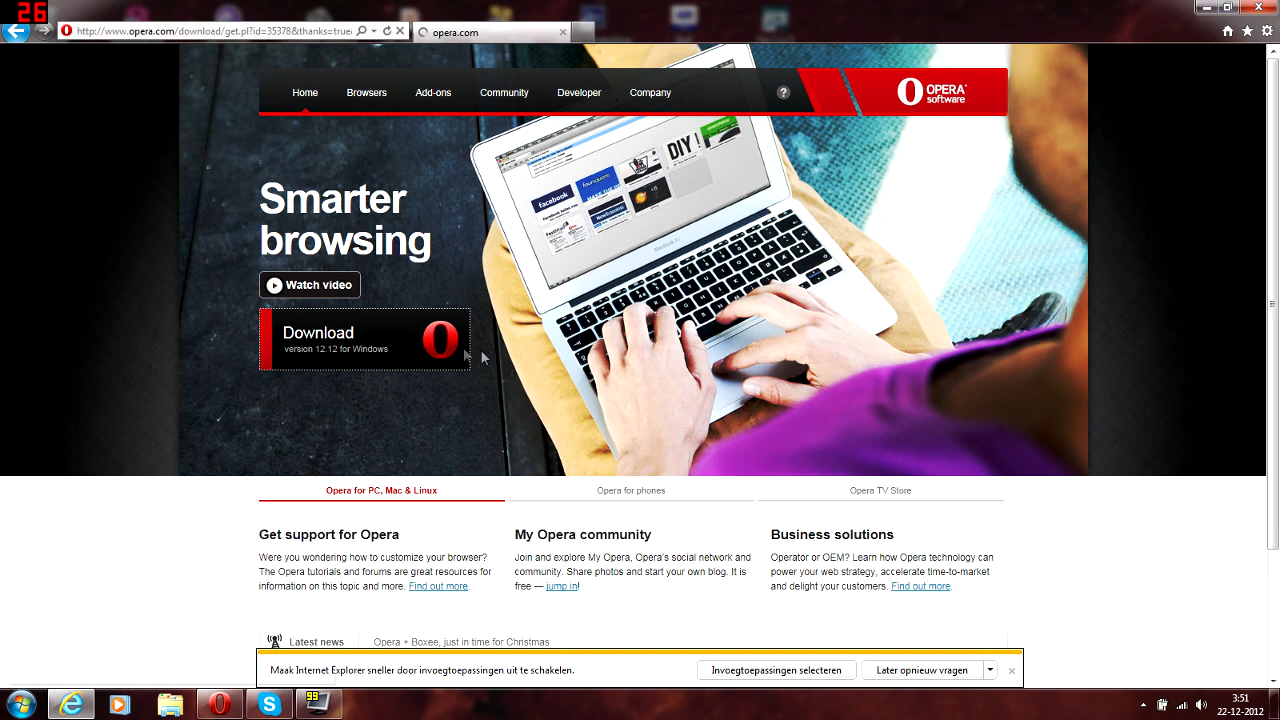 26
http://www.opera.com/download/get.pl?id=35378&thanks=true
opera.com
Home
Browsers
Add-ons
Community
Developer
Company
?
OPERA
software
DIY !
facebook
foursquare
Smarter
browsing
MacBook Air
Watch video
Download
version 12.12 for Windows
Opera for PC, Mac & Linux
Opera for phones
Opera TV Store
Get support for Opera
My Opera community
Business solutions
Were you wondering how to customize your browser?
The Opera tutorials and forums are great resources for
information on this topic and more. Find out more.
Join and explore My Opera, Opera's social network and
community. Share photos and start your own blog. It is
free — jump in!
Operator or OEM? Learn how Opera technology can
power your web strategy, accelerate time-to-market
and delight your customers. Find out more.
Latest news
Opera + Boxee, just in time for Christmas
Maak Internet Explorer sneller door invoegtoepassingen uit te schakelen.
Invoegtoepassingen selecteren
Later opnieuw vragen
99
3:51
22-12-2012